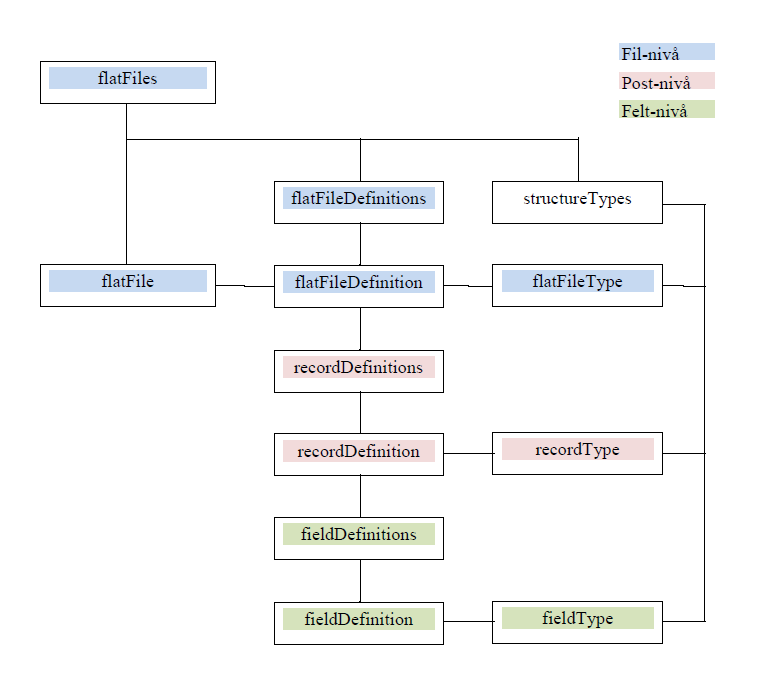 Fil-nivå
flatFiles
Post-nivå
Felt-nivå
flatFileDefinitions
structureTypes
flatFile
flatFileDefinition
flatFileType
recordDefinitions
recordDefinition
recordType
fieldDefinitions
fieldDefinition
fieldType